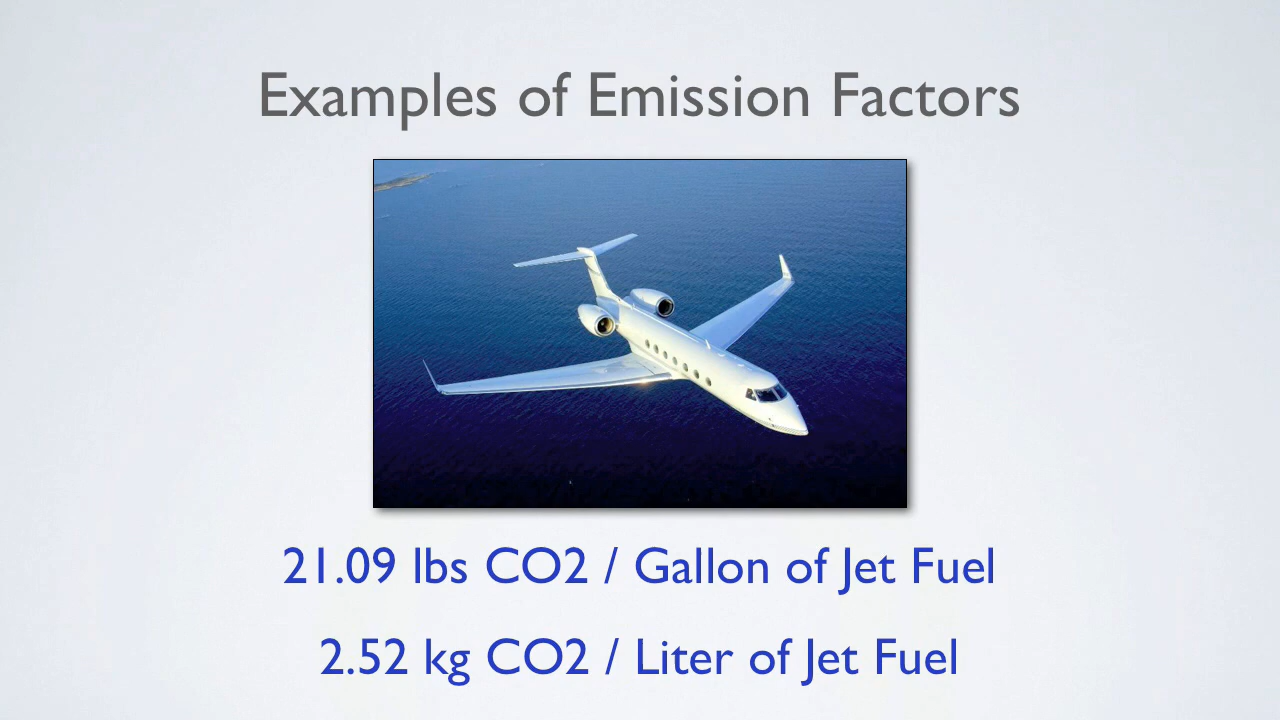 Examples of Emission Factors
21.09 lbs CO2 / Gallon of Jet Fuel
2.52 kg CO2 / Liter of Jet Fuel